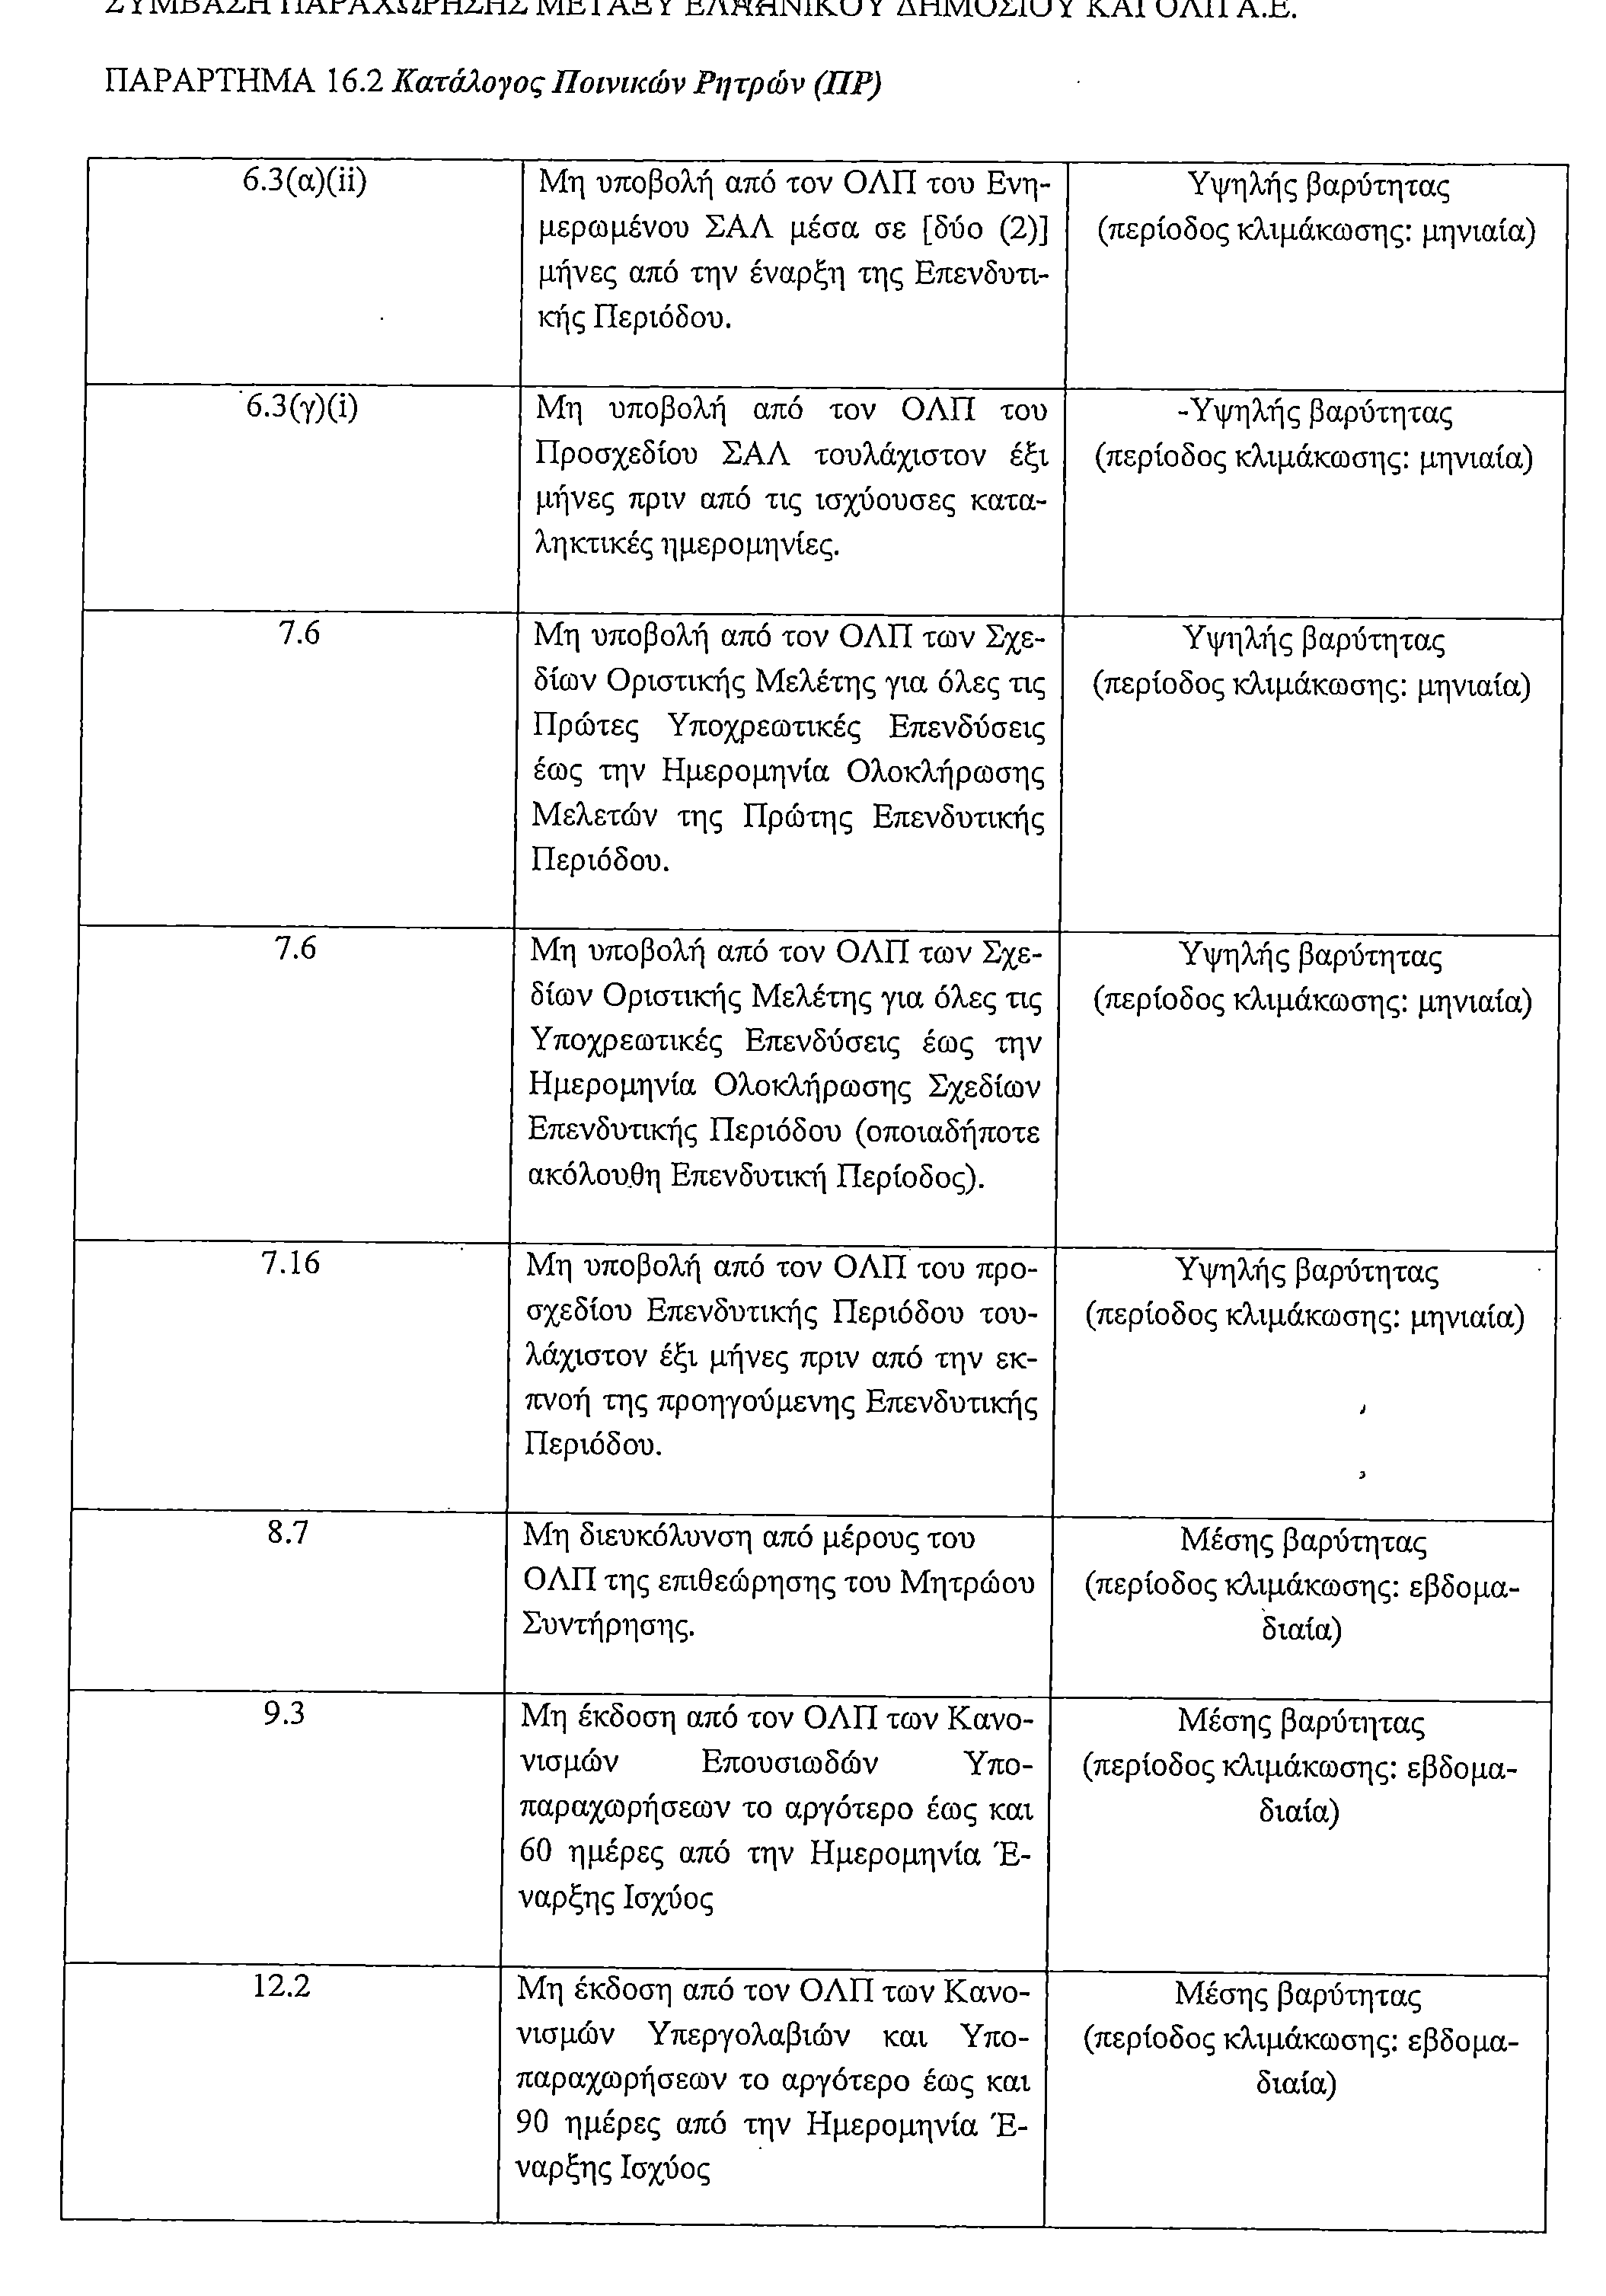 ΣΥΜΒΑΣΗ ΠΑΡΑΧΩΡΗΣΗΣ ΜΕΤΑΞΥ ΕΛΛΗΝΙΚΟΥ ΔΗΜΟΣΙΟΥ ΚΑΙ ΟΛΠ Α.Ε.
ΠΑΡΑΡΤΗΜΑ 16.2 Κατάλογος Ποινικών Ρητρών (ΠΡ)
6.3(α)(ii)
Μη υποβολή από τον ΟΛΠ του Ενη-
μερωμένου ΣΑΛ μέσα σε [δύο (2)]
μήνες από την έναρξη της Επενδυτι-
κής Περιόδου.
Υψηλής βαρύτητας
(περίοδος κλιμάκωσης: μηνιαία)
6.3(γ)(i)
Μη υποβολή από τον ΟΛΠ του
Προσχεδίου ΣΑΛ τουλάχιστον έξι
μήνες πριν από τις ισχύουσες κατα-
ληκτικές ημερομηνίες.
-Υψηλής βαρύτητας
(περίοδος κλιμάκωσης: μηνιαία)
7.6
Μη υποβολή από τον ΟΛΠ των Σχε-
δίων Οριστικής Μελέτης για όλες τις
Πρώτες Υποχρεωτικές Επενδύσεις
έως την Ημερομηνία Ολοκλήρωσης
Μελετών της Πρώτης Επενδυτικής
Περιόδου.
Υψηλής βαρύτητας
(περίοδος κλιμάκωσης: μηνιαία)
7.6
Μη υποβολή από τον ΟΛΠ των Σχε-
δίων Οριστικής Μελέτης για όλες τις
Υποχρεωτικές Επενδύσεις έως την
Ημερομηνία Ολοκλήρωσης Σχεδίων
Επενδυτικής Περιόδου (οποιαδήποτε
ακόλουθη Επενδυτική Περίοδος).
Υψηλής βαρύτητας
(περίοδος κλιμάκωσης: μηνιαία)
7.16
Μη υποβολή από τον ΟΛΠ του προ-
σχεδίου Επενδυτικής Περιόδου του-
λάχιστον έξι μήνες πριν από την εκ-
πνοή της προηγούμενης Επενδυτικής
Περιόδου.
Υψηλής βαρύτητας
(περίοδος κλιμάκωσης: μηνιαία)
8.7
Μη διευκόλυνση από μέρους του
ΟΛΠ της επιθεώρησης του Μητρώου
Συντήρησης.
Μέσης βαρύτητας
(περίοδος κλιμάκωσης: εβδομα-
διαία)
9.3
Μη έκδοση από τον ΟΛΠ των Κανο-
νισμών Επουσιωδών Υπο-
παραχωρήσεων το αργότερο έως και
60 ημέρες από την Ημερομηνία Έ-
ναρξης Ισχύος
Μέσης βαρύτητας
(περίοδος κλιμάκωσης: εβδομα-
διαία)
12.2
Μη έκδοση από τον ΟΛΠ των Κανο-
νισμών Υπεργολαβιών και Υπο-
παραχωρήσεων το αργότερο έως και
90 ημέρες από την Ημερομηνία Έ-
ναρξης Ισχύος
Μέσης βαρύτητας
(περίοδος κλιμάκωσης: εβδομα-
διαία)